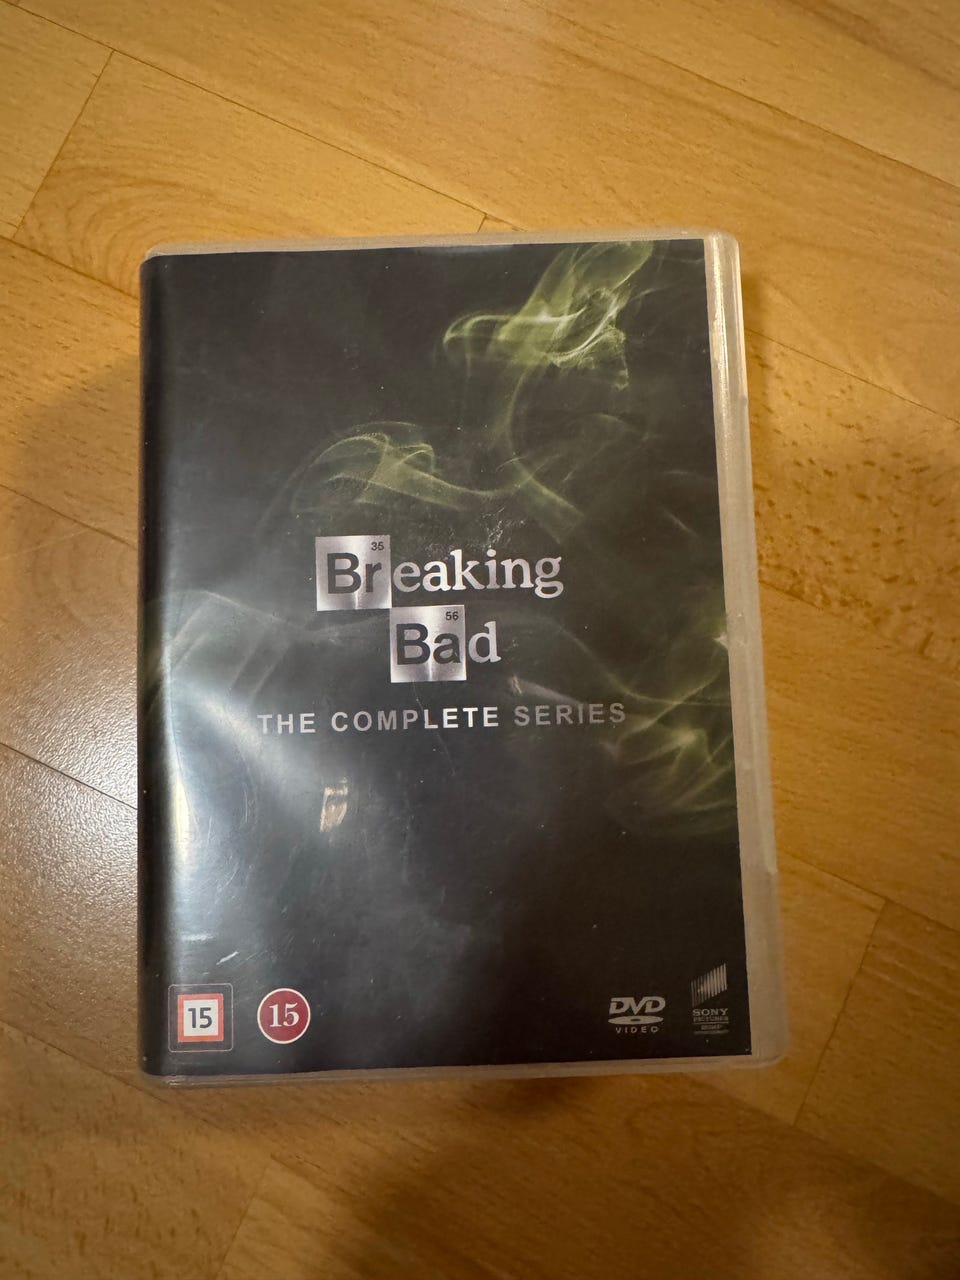 35
Breaking
56
Bad
THE COMPLETE SERIES
15
15
DVD
VIDEO
SONY
PICTURES